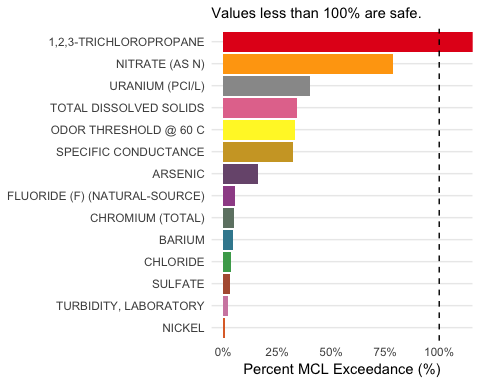 Values less than 100% are safe.
1,2,3-TRICHLOROPROPANE
NITRATE (AS N)
URANIUM (PCI/L)
TOTAL DISSOLVED SOLIDS
ODOR THRESHOLD @ 60 C
SPECIFIC CONDUCTANCE
ARSENIC
FLUORIDE (F) (NATURAL-SOURCE)
CHROMIUM (TOTAL)
BARIUM
CHLORIDE
SULFATE
TURBIDITY, LABORATORY
NICKEL
0% 25% 50% 75% 100%
Percent MCL Exceedance (%)